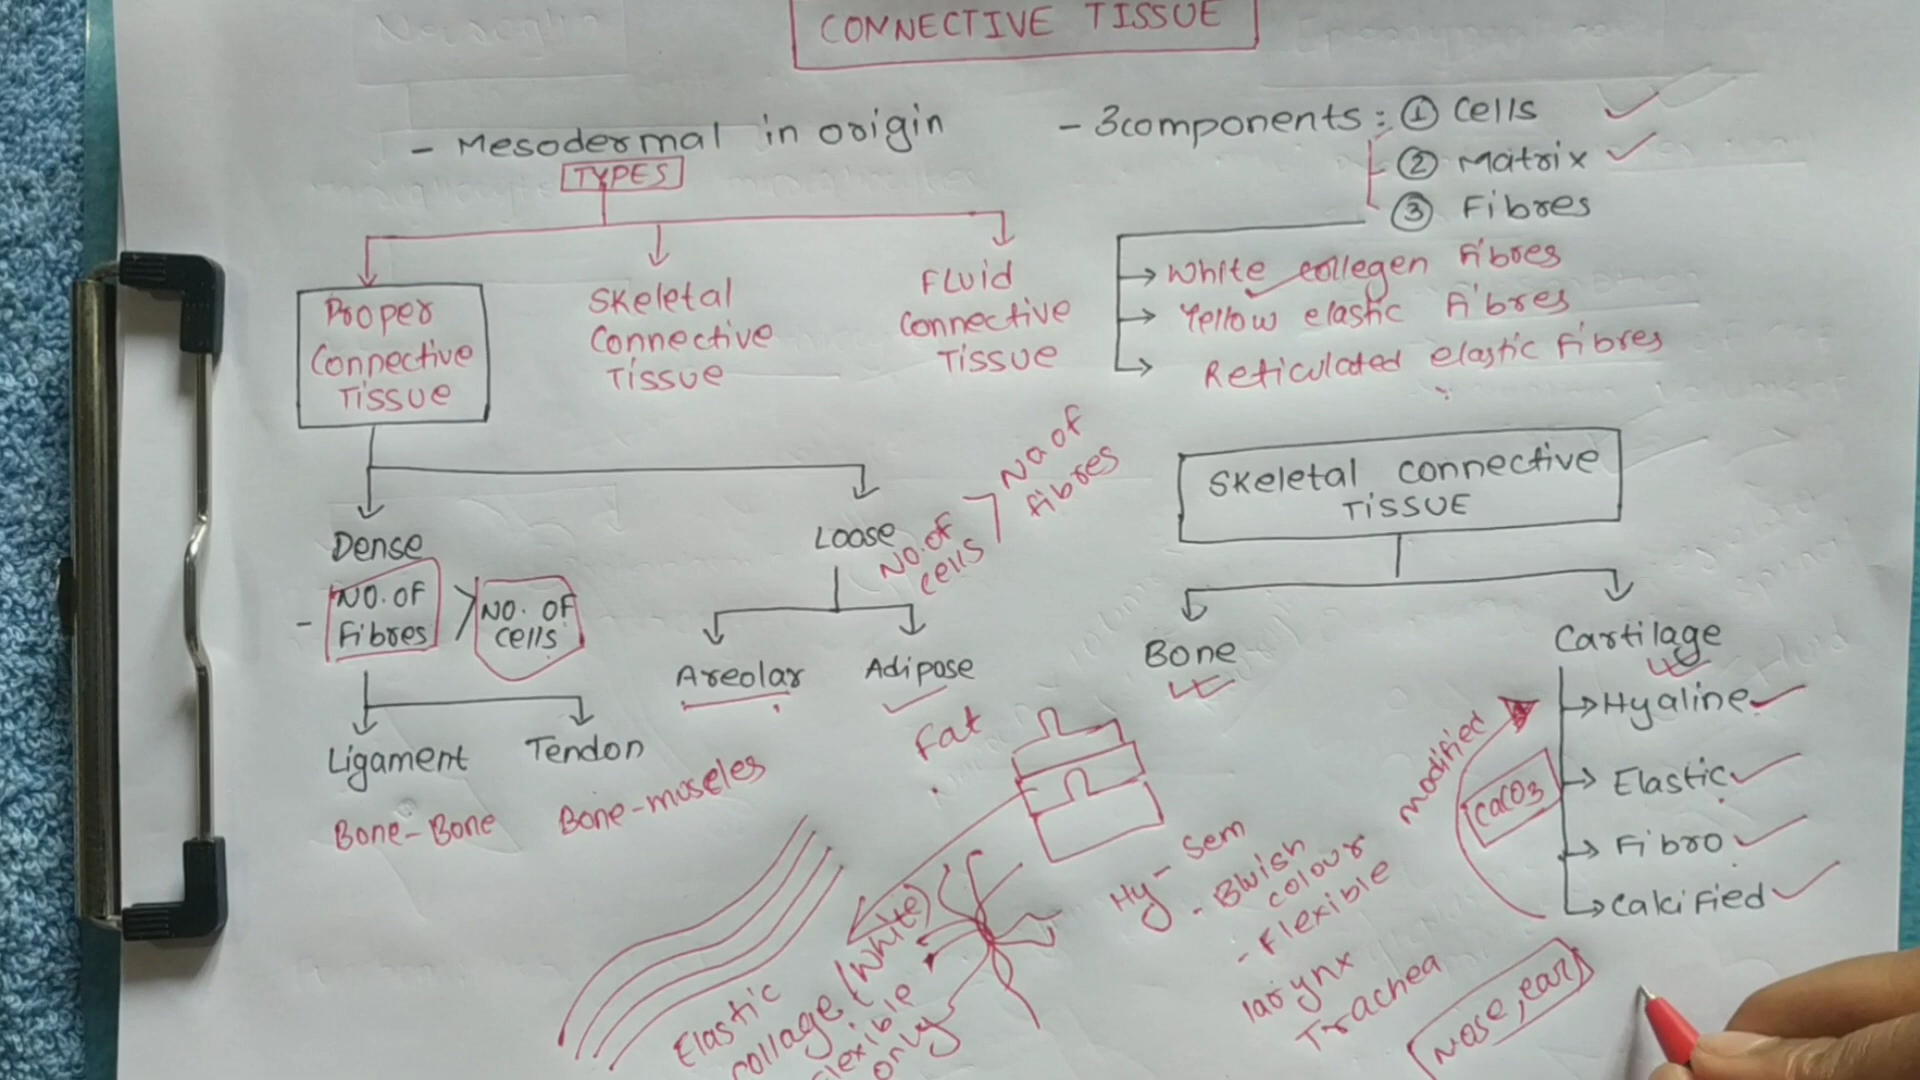 CONNECTIVE TISSUE
- Mesodermal in origin
- 3components: ① Cells
② Matrix
③ Fibres
TYPES
Proper
Connective
Tissue
Skeletal
Connective
Tissue
Fluid
Connective
Tissue
White collegen fibres
Yellow elastic fibres
Reticulated elastic fibres
Dense
- No. of Fibres > No. of Cells
Ligament
Bone-Bone
Tendon
Bone-muscles
Loose
No. of cells > No of fibres
Areolar
Adipose
Fat
Skeletal connective
Tissue
Bone
Cartilage
Hyaline
Elastic
Fibro
Calcified
modified
CaCO3
Hy - Sem
- Bwish
colour
- Flexible
larynx
Trachea
Nose, ear
Elastic
collage (white)
flexible
only